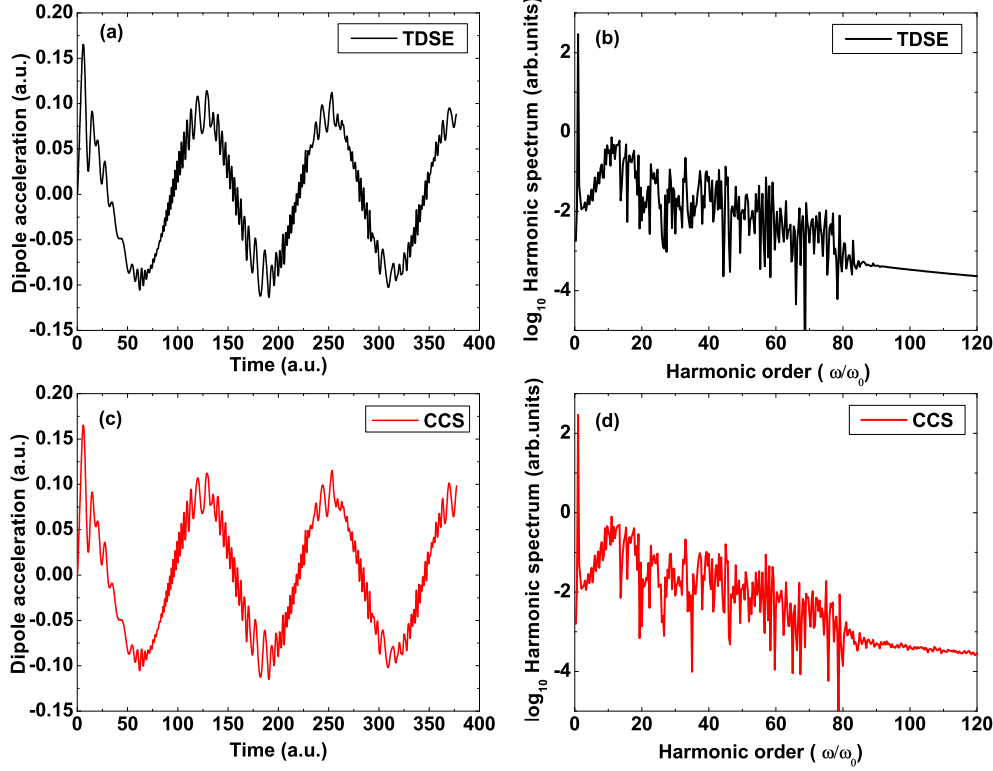 (a)
TDSE
Dipole acceleration (a.u.)
0.20
0.15
0.10
0.05
0.00
-0.05
-0.10
-0.15
0 50 100 150 200 250 300 350 400
Time (a.u.)
(b)
TDSE
log10 Harmonic spectrum (arb.units)
2
0
-2
-4
0 20 40 60 80 100 120
Harmonic order ( ω/ω0)
(c)
CCS
Dipole acceleration (a.u.)
0.20
0.15
0.10
0.05
0.00
-0.05
-0.10
-0.15
0 50 100 150 200 250 300 350 400
Time (a.u.)
(d)
CCS
log10 Harmonic spectrum (arb.units)
2
0
-2
-4
0 20 40 60 80 100 120
Harmonic order ( ω/ω0)